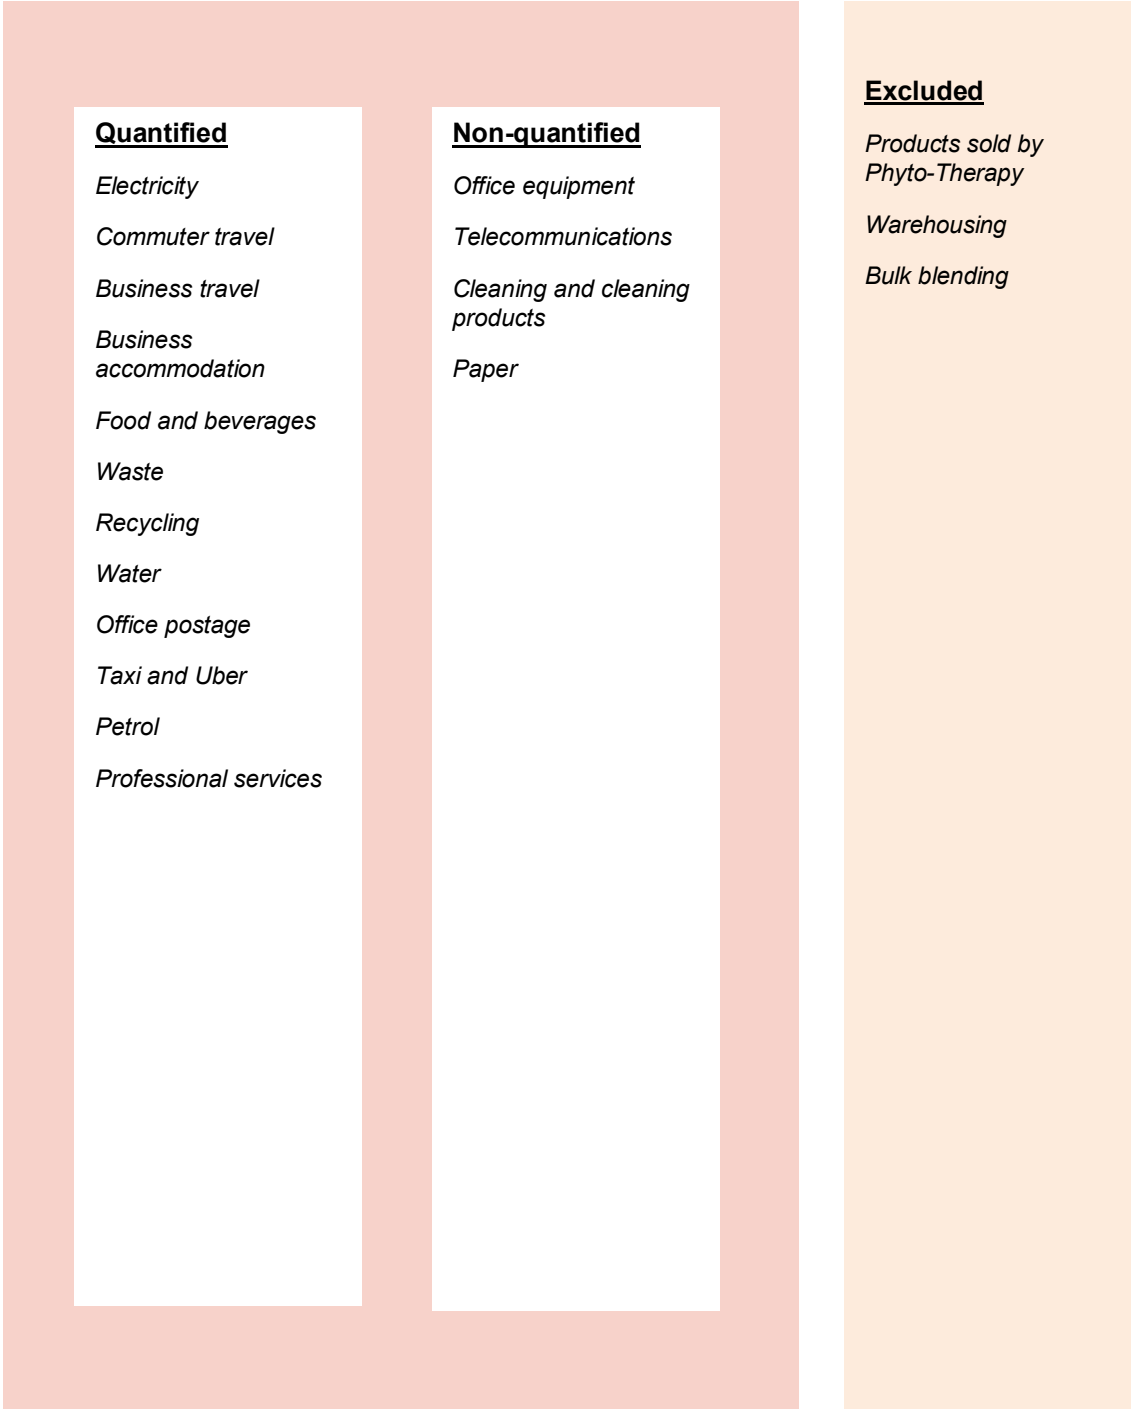 Quantified
Electricity
Commuter travel
Business travel
Business
accommodation
Food and beverages
Waste
Recycling
Water
Office postage
Taxi and Uber
Petrol
Professional services
Non-quantified
Office equipment
Telecommunications
Cleaning and cleaning
products
Paper
Excluded
Products sold by
Phyto-Therapy
Warehousing
Bulk blending